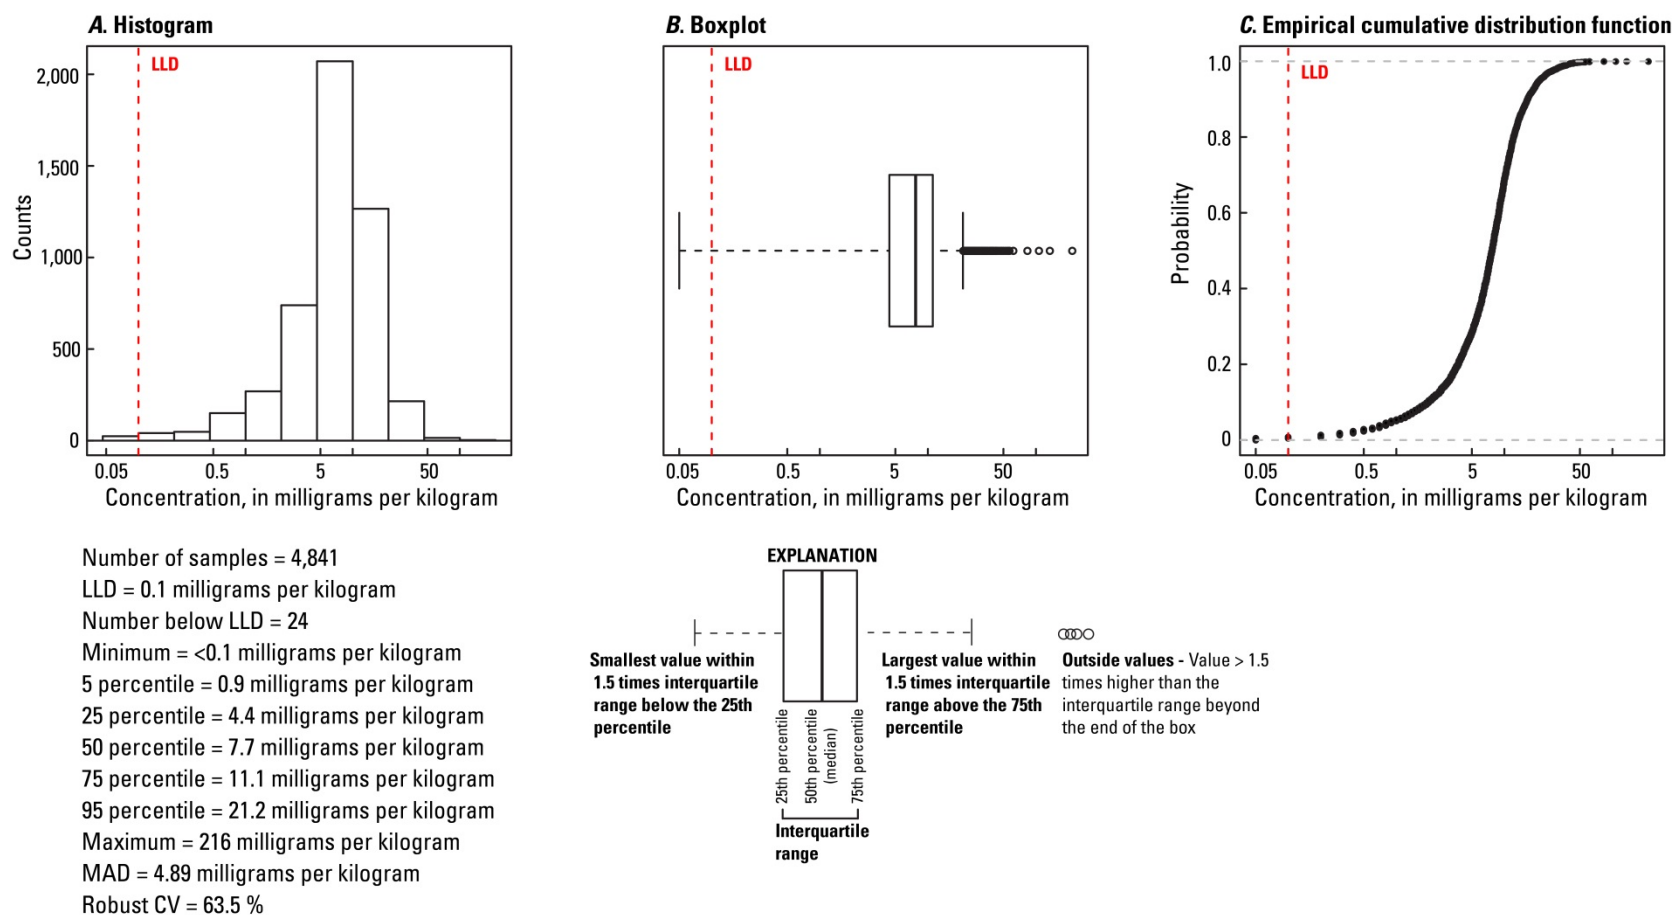 A. Histogram
LLD
2,000
1,500
1,000
500
0
Counts
0.05 0.5 5 50
Concentration, in milligrams per kilogram
B. Boxplot
LLD
0.05 0.5 5 50
Concentration, in milligrams per kilogram
C. Empirical cumulative distribution function
LLD
1.0
0.8
0.6
0.4
0.2
0
Probability
0.05 0.5 5 50
Concentration, in milligrams per kilogram
Number of samples = 4,841
LLD = 0.1 milligrams per kilogram
Number below LLD = 24
Minimum = <0.1 milligrams per kilogram
5 percentile = 0.9 milligrams per kilogram
25 percentile = 4.4 milligrams per kilogram
50 percentile = 7.7 milligrams per kilogram
75 percentile = 11.1 milligrams per kilogram
95 percentile = 21.2 milligrams per kilogram
Maximum = 216 milligrams per kilogram
MAD = 4.89 milligrams per kilogram
Robust CV = 63.5 %
EXPLANATION
Smallest value within
1.5 times interquartile
range below the 25th
percentile
Largest value within
1.5 times interquartile
range above the 75th
percentile
Outside values - Value > 1.5
times higher than the
interquartile range beyond
the end of the box
25th percentile
50th percentile
(median)
75th percentile
Interquartile
range